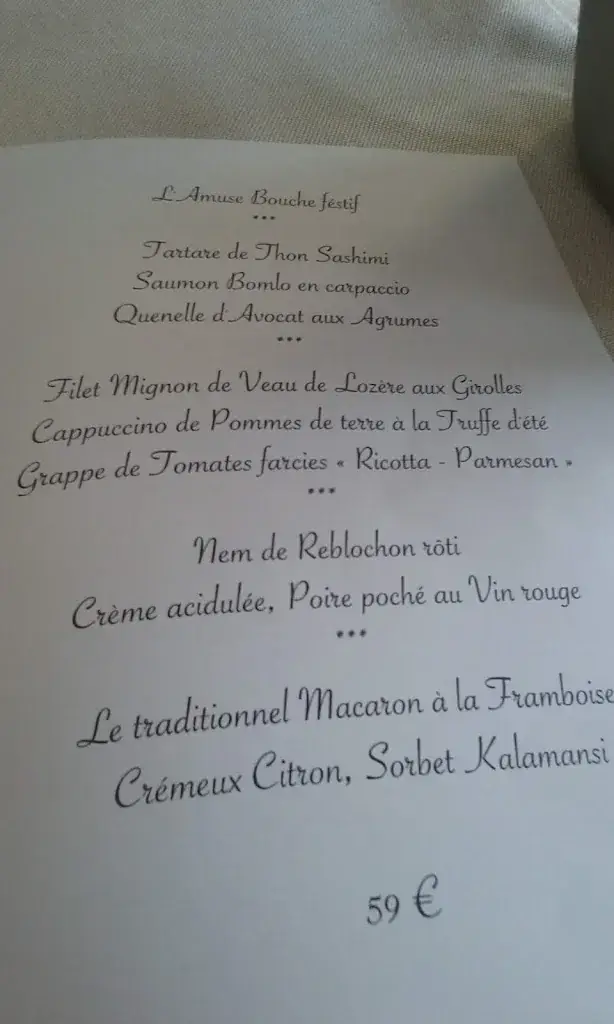 L'Amuse Bouche féstif
***
Tartare de Thon Sashimi
Saumon Bomlo en carpaccio
Quenelle d'Avocat aux Agrumes
***
Filet Mignon de Veau de Lozère aux Girolles
Cappuccino de Pommes de terre à la Truffe d'été
Grappe de Tomates farcies « Ricotta - Parmesan »
***
Nem de Reblochon rôti
Crème acidulée, Poire poché au Vin rouge
***
Le traditionnel Macaron à la Framboise
Crémeux Citron, Sorbet Kalamansi
59 €